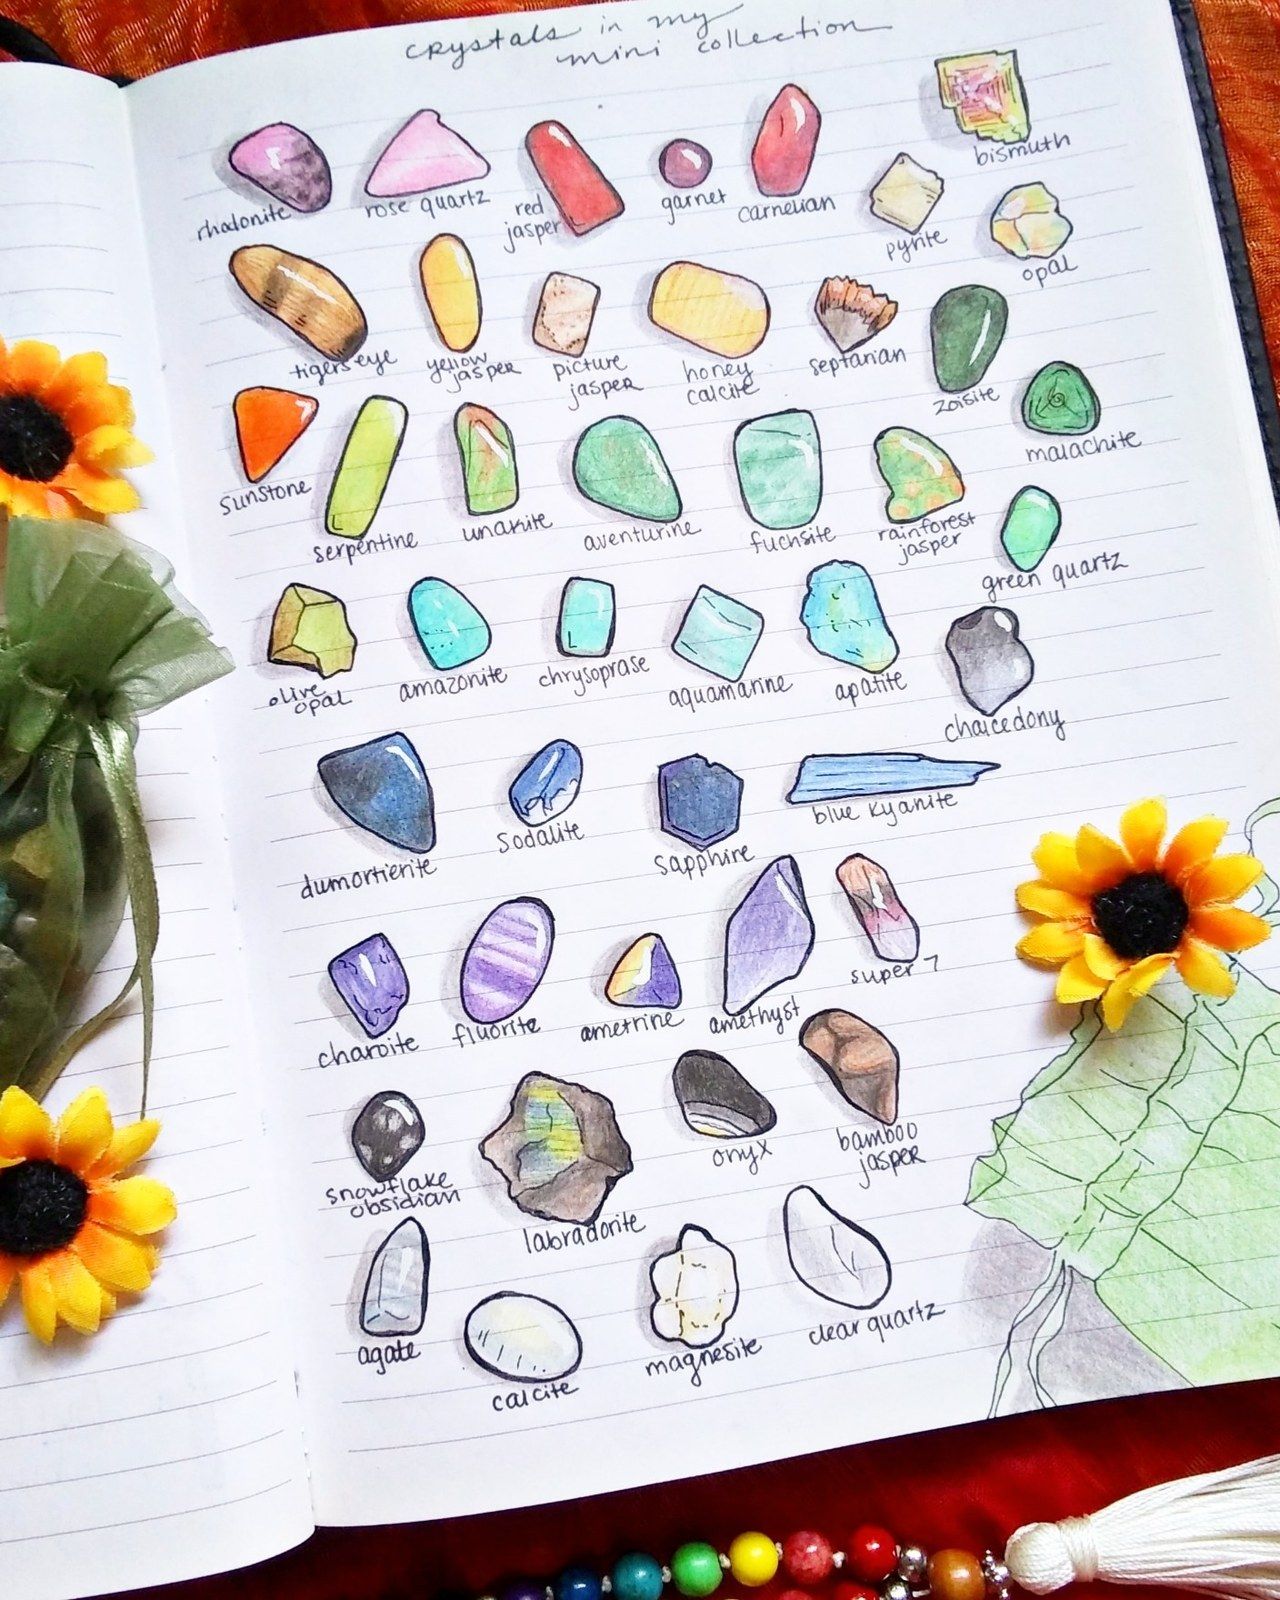 crystals in my
mini collection
bismuth
rhodonite
rose quartz
red
jasper
garnet
carnelian
pyrite
opal
tigers eye
yellow
jasper
picture
jasper
honey
calcite
septarian
zoisite
malachite
sunstone
serpentine
unakite
aventurine
fuchsite
rainforest
jasper
green quartz
olive
opal
amazonite
chrysoprase
aquamarine
apatite
chalcedony
dumortierite
sodalite
sapphire
blue kyanite
charoite
fluorite
ametrine
amethyst
super 7
snowflake
obsidian
labradorite
onyx
bamboo
jasper
agate
calcite
magnesite
clear quartz